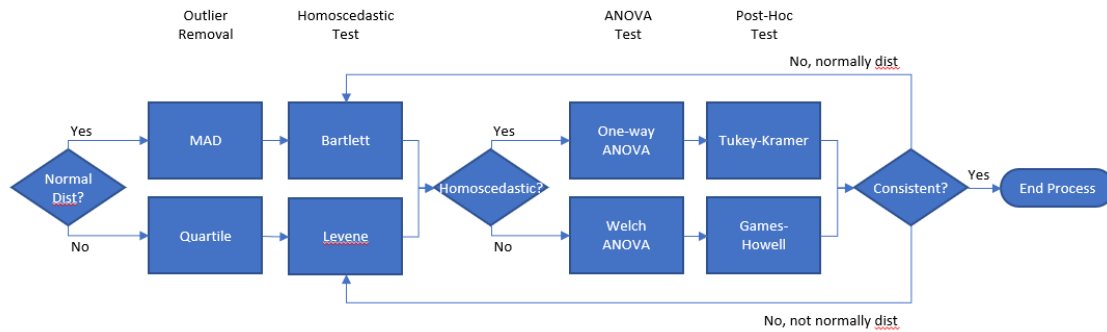 Outlier
Removal
Homoscedastic
Test
ANOVA
Test
Post-Hoc
Test
No, normally dist
Yes
MAD
Bartlett
Yes
One-way
ANOVA
Tukey-Kramer
Normal
Dist?
Homoscedastic?
Consistent?
Yes
End Process
No
Quartile
Levene
No
Welch
ANOVA
Games-
Howell
No, not normally dist